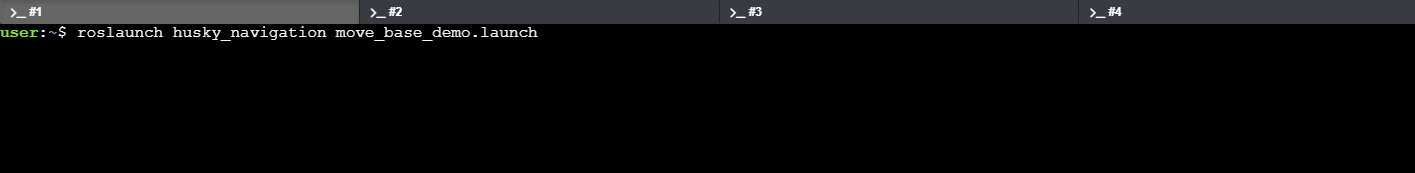 >_ #1
>_ #2
>_ #3
>_ #4
user:~$ roslaunch husky_navigation move_base_demo.launch